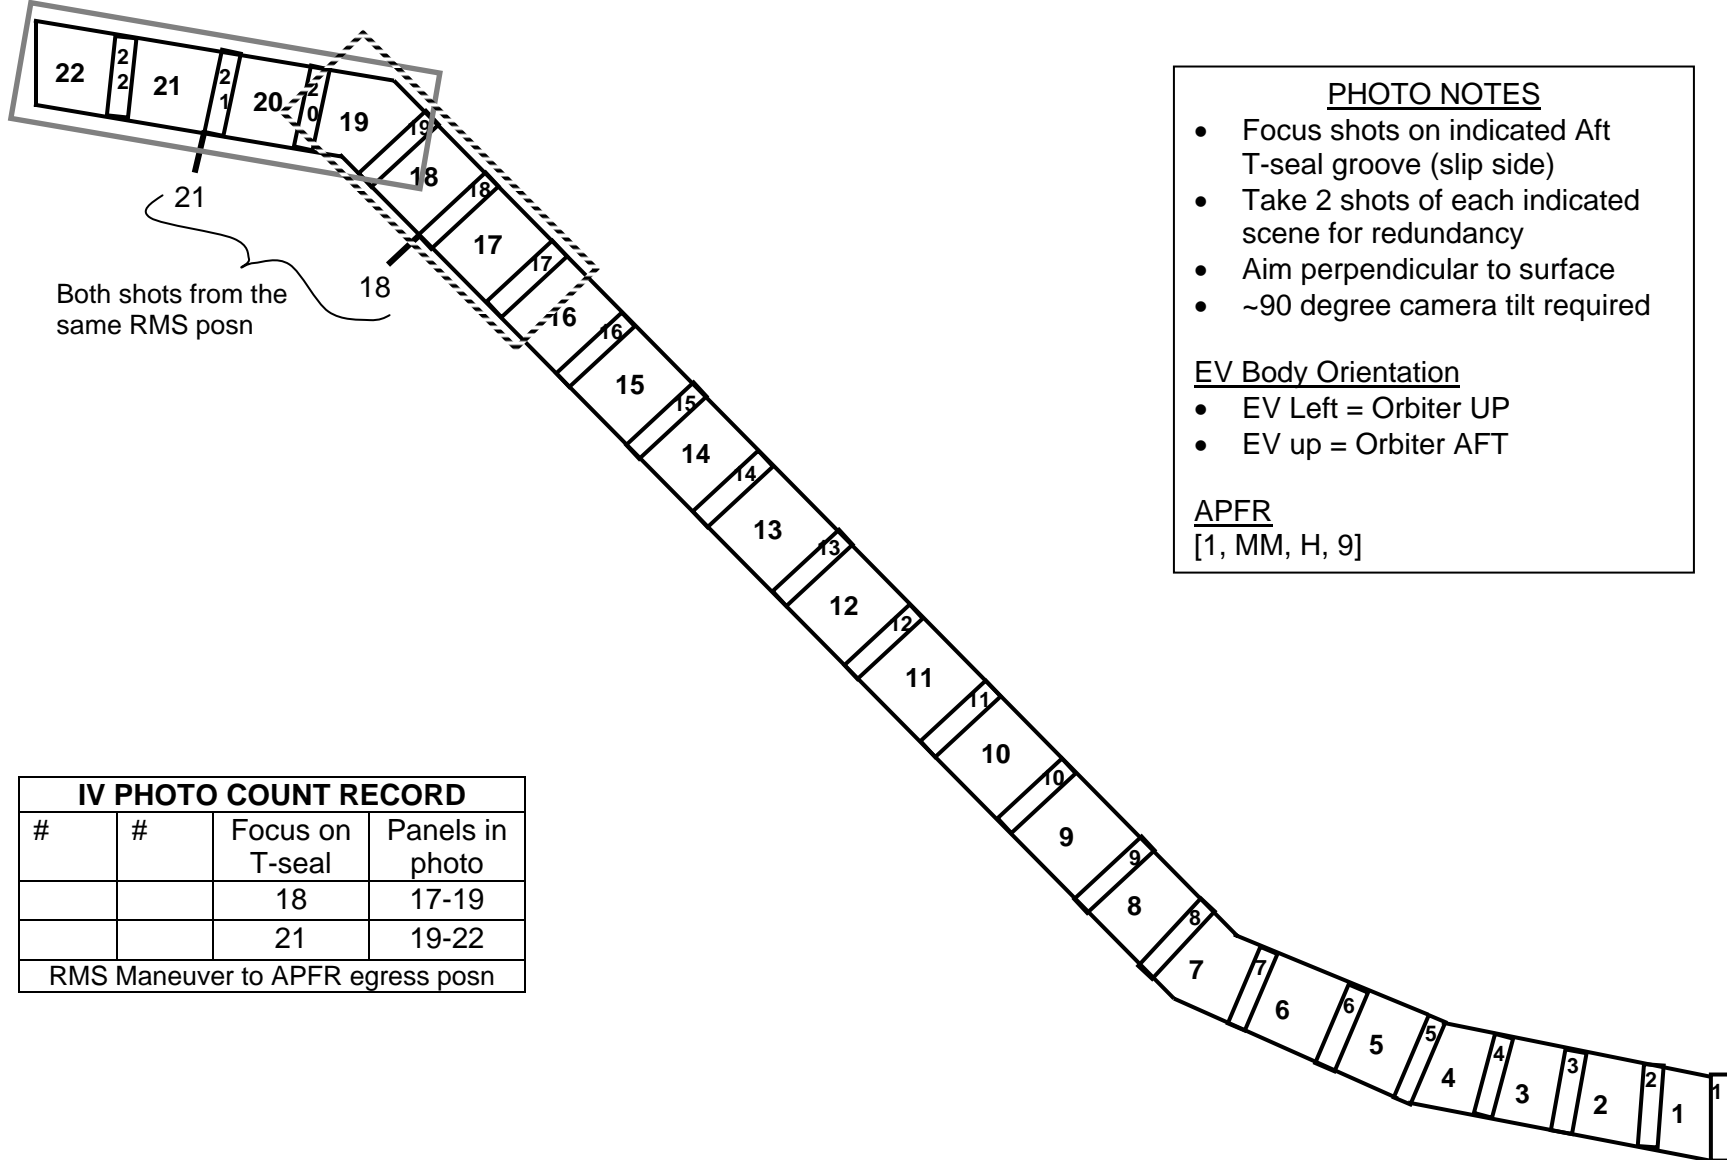 22
2
2
21
2
1
20
2
0
19
19
18
18
17
17
16
16
15
15
14
14
13
13
12
12
11
11
10
10
9
9
8
8
7
7
6
6
5
5
4
4
3
3
2
2
1
1
21
18
Both shots from the
same RMS posn
PHOTO NOTES
• Focus shots on indicated Aft
T-seal groove (slip side)
• Take 2 shots of each indicated
scene for redundancy
• Aim perpendicular to surface
• ~90 degree camera tilt required
EV Body Orientation
• EV Left = Orbiter UP
• EV up = Orbiter AFT
APFR
[1, MM, H, 9]
IV PHOTO COUNT RECORD
# # Focus on Panels in
T-seal photo
18 17-19
21 19-22
RMS Maneuver to APFR egress posn